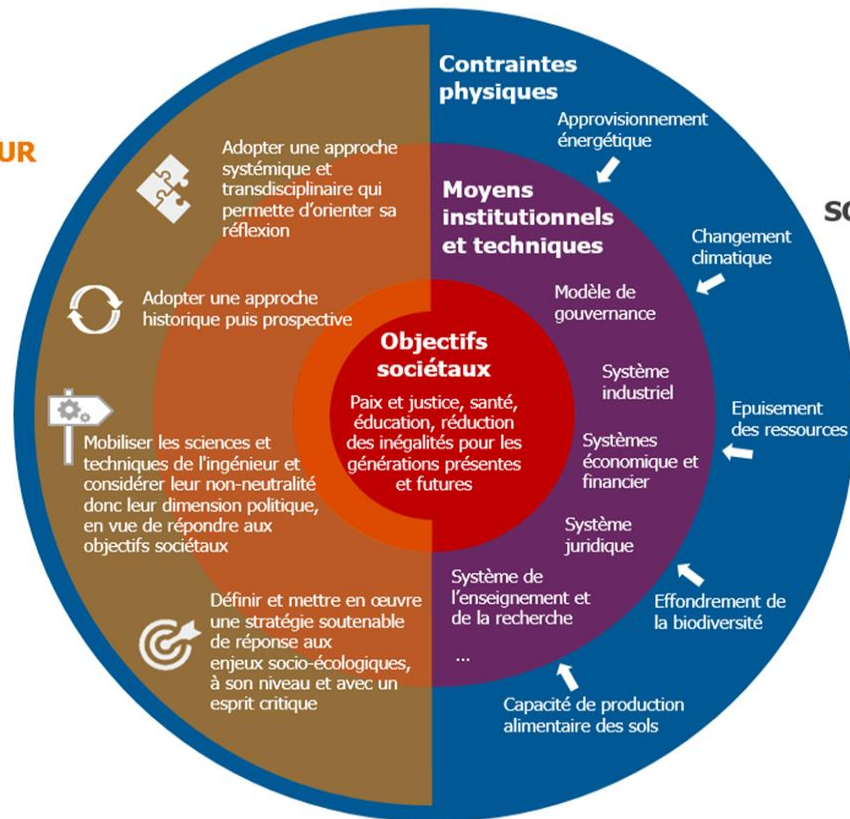 UR
Adopter une approche
systémique et
transdisciplinaire qui
permette d'orienter sa
réflexion
Adopter une approche
historique puis prospective
Mobiliser les sciences et
techniques de l'ingénieur et
considérer leur non-neutralité
donc leur dimension politique,
en vue de répondre aux
objectifs sociétaux
Définir et mettre en œuvre
une stratégie soutenable
de réponse aux
enjeux socio-écologiques,
à son niveau et avec un
esprit critique
Objectifs
sociétaux
Paix et justice, santé,
éducation, réduction
des inégalités pour les
générations présentes
et futures
Moyens
institutionnels
et techniques
Modèle de
gouvernance
Système
industriel
Systèmes
économique et
financier
Système
juridique
Système de
l'enseignement et
de la recherche
...
Contraintes
physiques
Approvisionnement
énergétique
Changement
climatique
Epuisement
des ressources
Effondrement de
la biodiversité
Capacité de production
alimentaire des sols